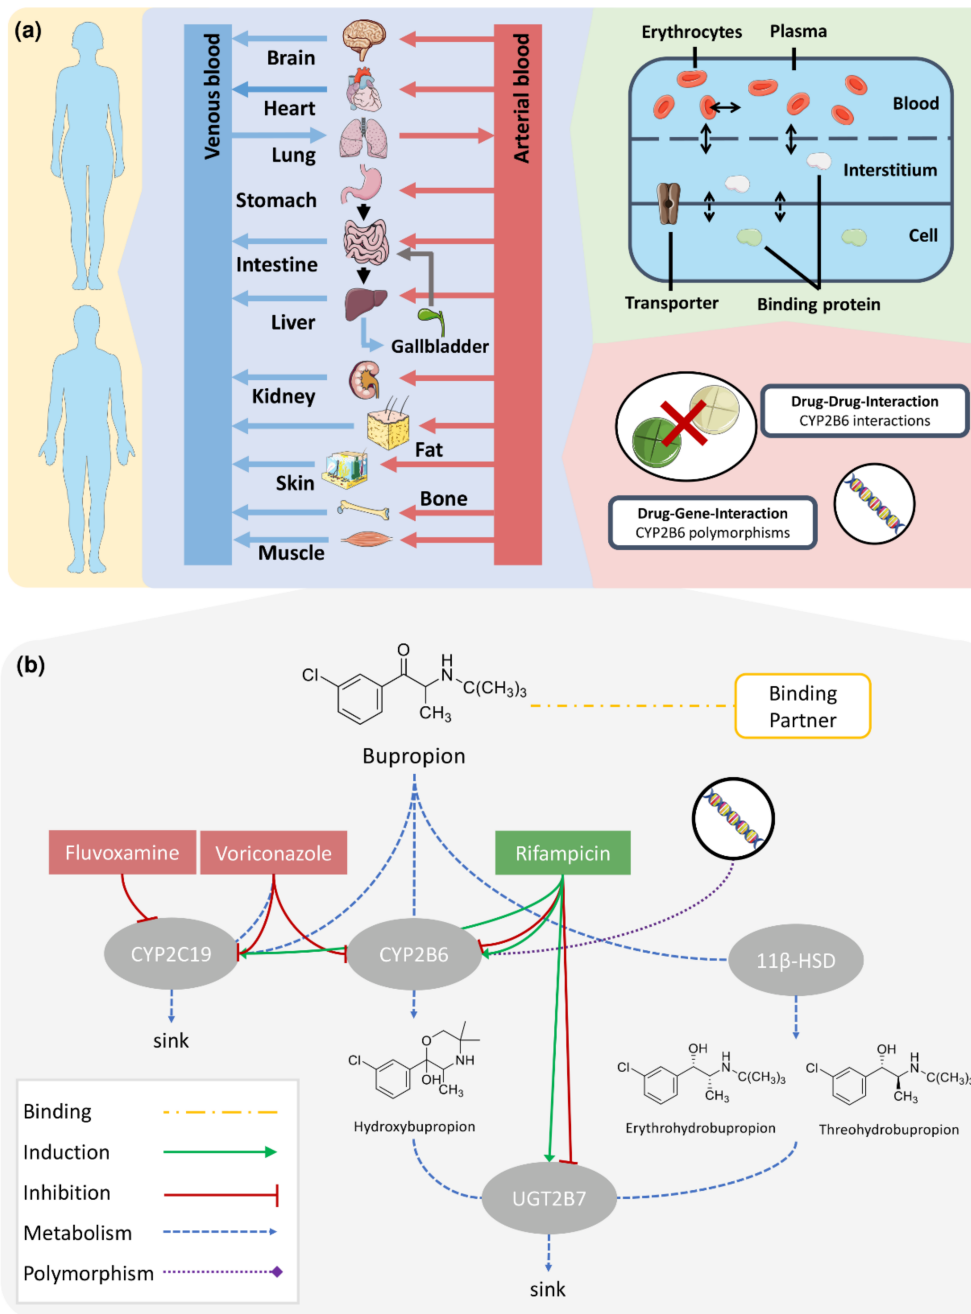 (a)
Venous blood
Arterial blood
Brain
Heart
Lung
Stomach
Intestine
Liver
Gallbladder
Kidney
Fat
Skin
Bone
Muscle
Erythrocytes
Plasma
Blood
Interstitium
Cell
Transporter
Binding protein
Drug-Drug-Interaction
CYP2B6 interactions
Drug-Gene-Interaction
CYP2B6 polymorphisms
(b)
Cl
O
H
N
C(CH₃)₃
CH₃
Binding
Partner
Bupropion
Fluvoxamine
Voriconazole
Rifampicin
CYP2C19
CYP2B6
11β-HSD
sink
Cl
O
NH
OH
CH₃
Hydroxybupropion
Cl
OH
H
N
C(CH₃)₃
CH₃
Erythrohydrobupropion
Cl
OH
H
N
C(CH₃)₃
CH₃
Threohydrobupropion
UGT2B7
sink
Binding
Induction
Inhibition
Metabolism
Polymorphism